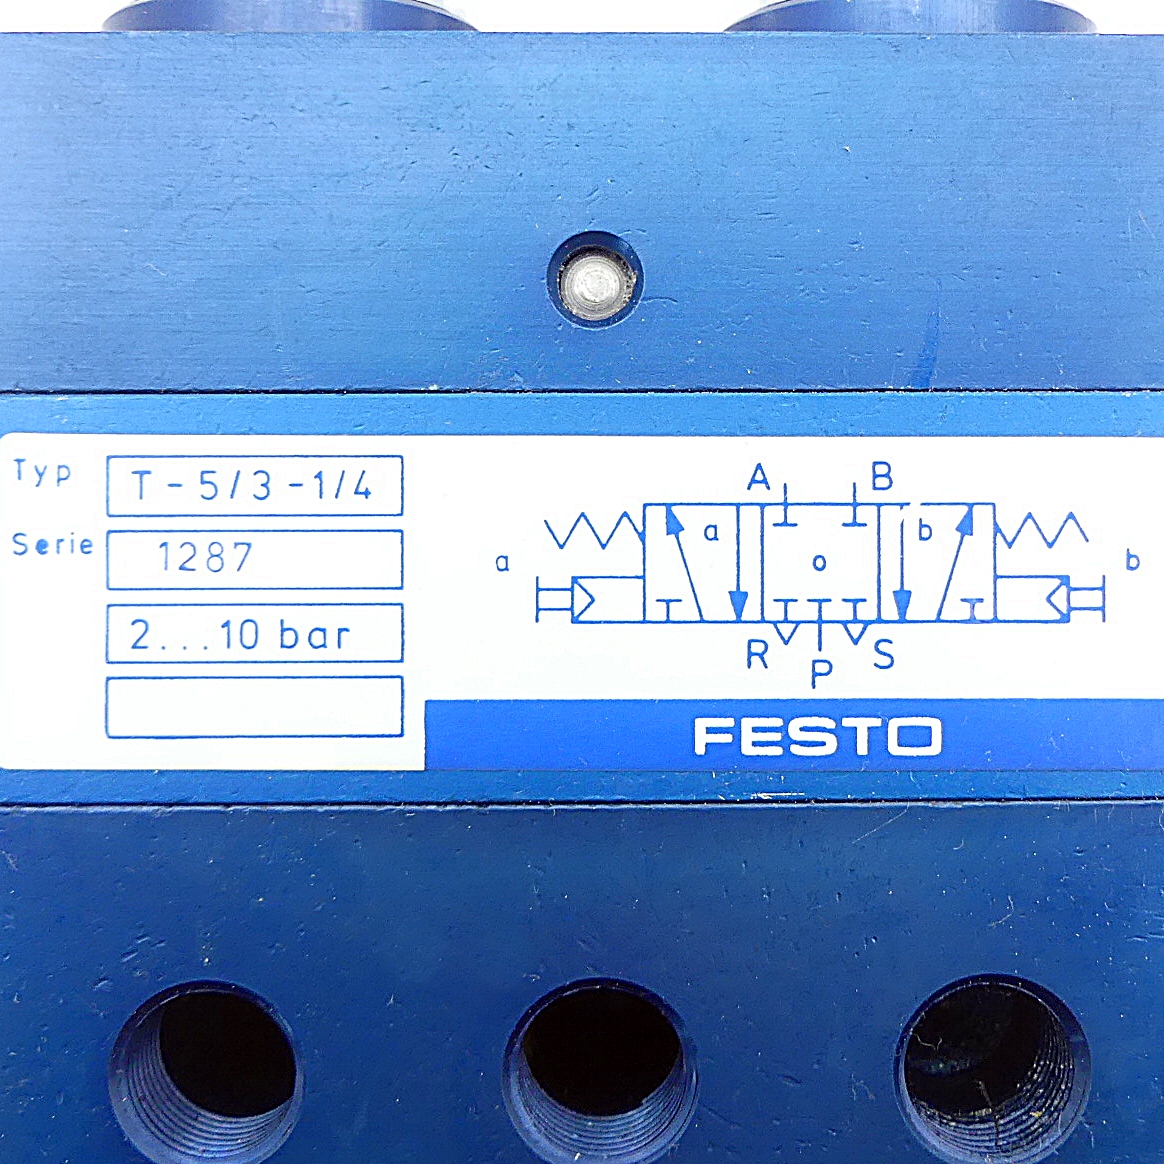 Typ T-5/3-1/4
Serie 1287
2...10 bar
A B
a a o b b
R P S
FESTO